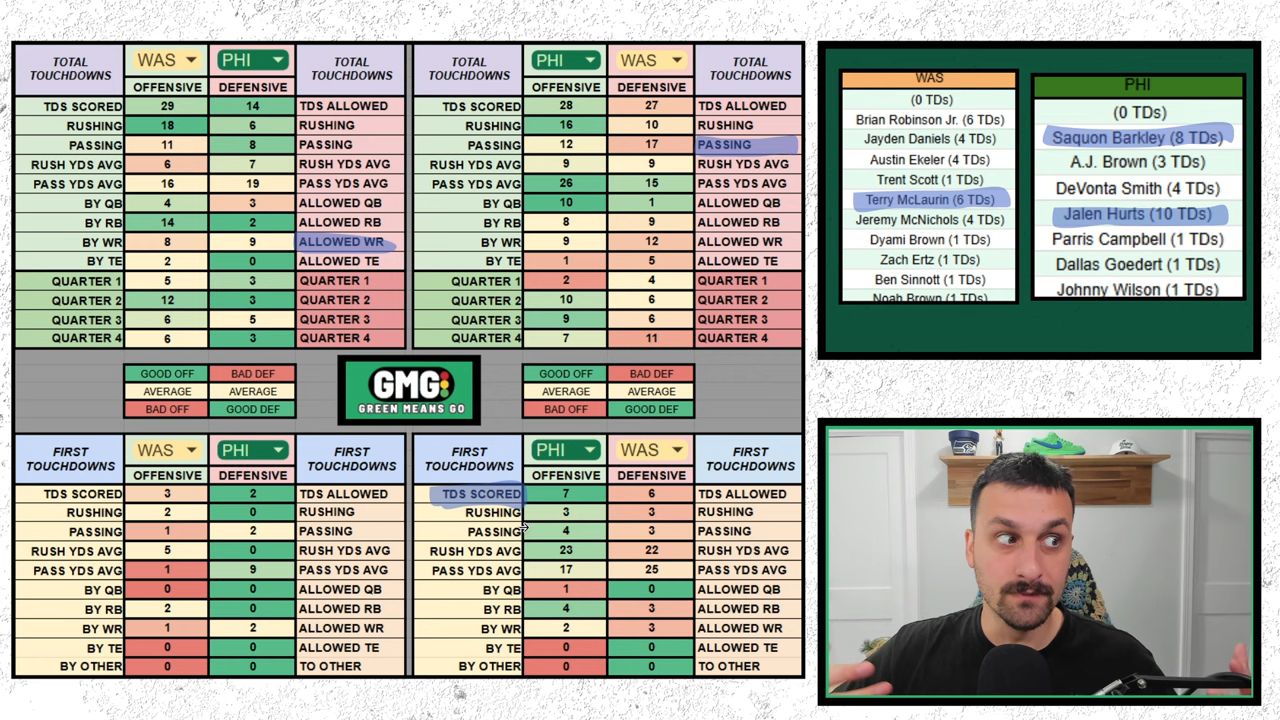 TOTAL TOUCHDOWNS WAS PHI TOTAL TOUCHDOWNS
OFFENSIVE DEFENSIVE
TDS SCORED 29 14 TDS ALLOWED
RUSHING 18 6 RUSHING
PASSING 11 8 PASSING
RUSH YDS AVG 6 7 RUSH YDS AVG
PASS YDS AVG 16 19 PASS YDS AVG
BY QB 4 3 ALLOWED QB
BY RB 14 2 ALLOWED RB
BY WR 8 9 ALLOWED WR
BY TE 2 0 ALLOWED TE
QUARTER 1 5 3 QUARTER 1
QUARTER 2 12 3 QUARTER 2
QUARTER 3 6 5 QUARTER 3
QUARTER 4 6 3 QUARTER 4
TOTAL TOUCHDOWNS PHI WAS TOTAL TOUCHDOWNS
OFFENSIVE DEFENSIVE
TDS SCORED 28 27 TDS ALLOWED
RUSHING 16 10 RUSHING
PASSING 12 17 PASSING
RUSH YDS AVG 9 9 RUSH YDS AVG
PASS YDS AVG 26 15 PASS YDS AVG
BY QB 10 1 ALLOWED QB
BY RB 8 9 ALLOWED RB
BY WR 9 12 ALLOWED WR
BY TE 1 5 ALLOWED TE
QUARTER 1 2 4 QUARTER 1
QUARTER 2 10 6 QUARTER 2
QUARTER 3 9 6 QUARTER 3
QUARTER 4 7 11 QUARTER 4
GOOD OFF BAD DEF
AVERAGE AVERAGE
BAD OFF GOOD DEF
GMG
GREEN MEANS GO
GOOD OFF BAD DEF
AVERAGE AVERAGE
BAD OFF GOOD DEF
FIRST TOUCHDOWNS WAS PHI FIRST TOUCHDOWNS
OFFENSIVE DEFENSIVE
TDS SCORED 3 2 TDS ALLOWED
RUSHING 2 0 RUSHING
PASSING 1 2 PASSING
RUSH YDS AVG 5 0 RUSH YDS AVG
PASS YDS AVG 1 9 PASS YDS AVG
BY QB 0 0 ALLOWED QB
BY RB 2 0 ALLOWED RB
BY WR 1 2 ALLOWED WR
BY TE 0 0 ALLOWED TE
BY OTHER 0 0 TO OTHER
FIRST TOUCHDOWNS PHI WAS FIRST TOUCHDOWNS
OFFENSIVE DEFENSIVE
TDS SCORED 7 6 TDS ALLOWED
RUSHING 3 3 RUSHING
PASSING 4 3 PASSING
RUSH YDS AVG 23 22 RUSH YDS AVG
PASS YDS AVG 17 25 PASS YDS AVG
BY QB 1 0 ALLOWED QB
BY RB 4 3 ALLOWED RB
BY WR 2 3 ALLOWED WR
BY TE 0 0 ALLOWED TE
BY OTHER 0 0 TO OTHER
WAS
(0 TDs)
Brian Robinson Jr. (6 TDs)
Jayden Daniels (4 TDs)
Austin Ekeler (4 TDs)
Trent Scott (1 TDs)
Terry McLaurin (6 TDs)
Jeremy McNichols (4 TDs)
Dyami Brown (1 TDs)
Zach Ertz (1 TDs)
Ben Sinnott (1 TDs)
Noah Brown (1 TDs)
PHI
(0 TDs)
Saquon Barkley (8 TDs)
A.J. Brown (3 TDs)
DeVonta Smith (4 TDs)
Jalen Hurts (10 TDs)
Parris Campbell (1 TDs)
Dallas Goedert (1 TDs)
Johnny Wilson (1 TDs)